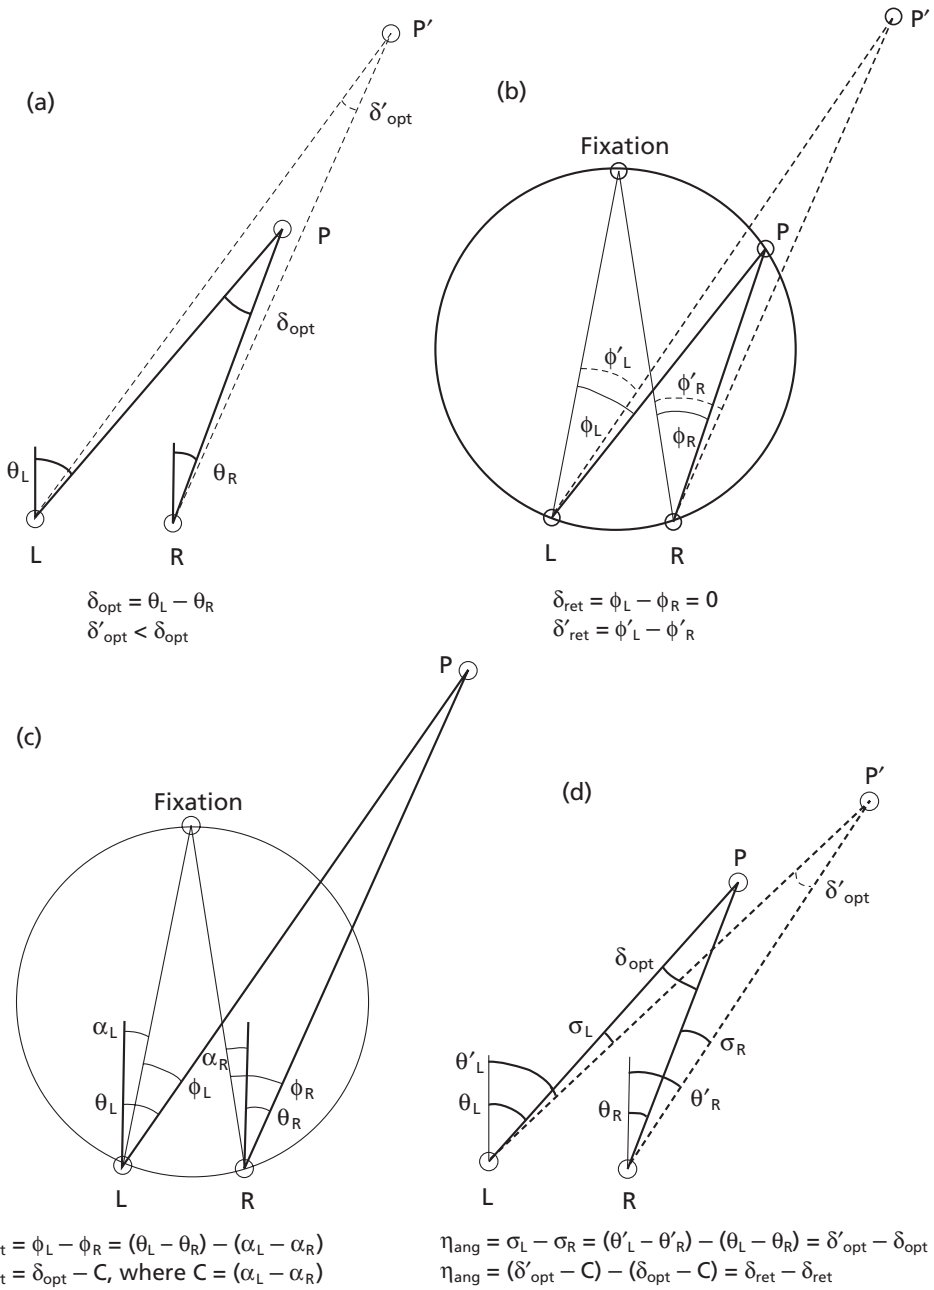 P′
P′
(a)
(b)
δ′opt
Fixation
P
P
δopt
φ′L
φ′R
φL
φR
θL
θR
L
R
L
R
δopt = θL – θR
δ′opt < δopt
δret = φL – φR = 0
δ′ret = φ′L – φ′R
P
(c)
(d)
P′
Fixation
P
δ′opt
δopt
αL
αR
σL
σR
φL
φR
θ′L
θ′R
θL
θR
θL
θR
L
R
L
R
t = φL – φR = (θL – θR) – (αL – αR)
t = δopt – C, where C = (αL – αR)
ηang = σL – σR = (θ′L – θ′R) – (θL – θR) = δ′opt – δopt
ηang = (δ′opt – C) – (δopt – C) = δret – δret